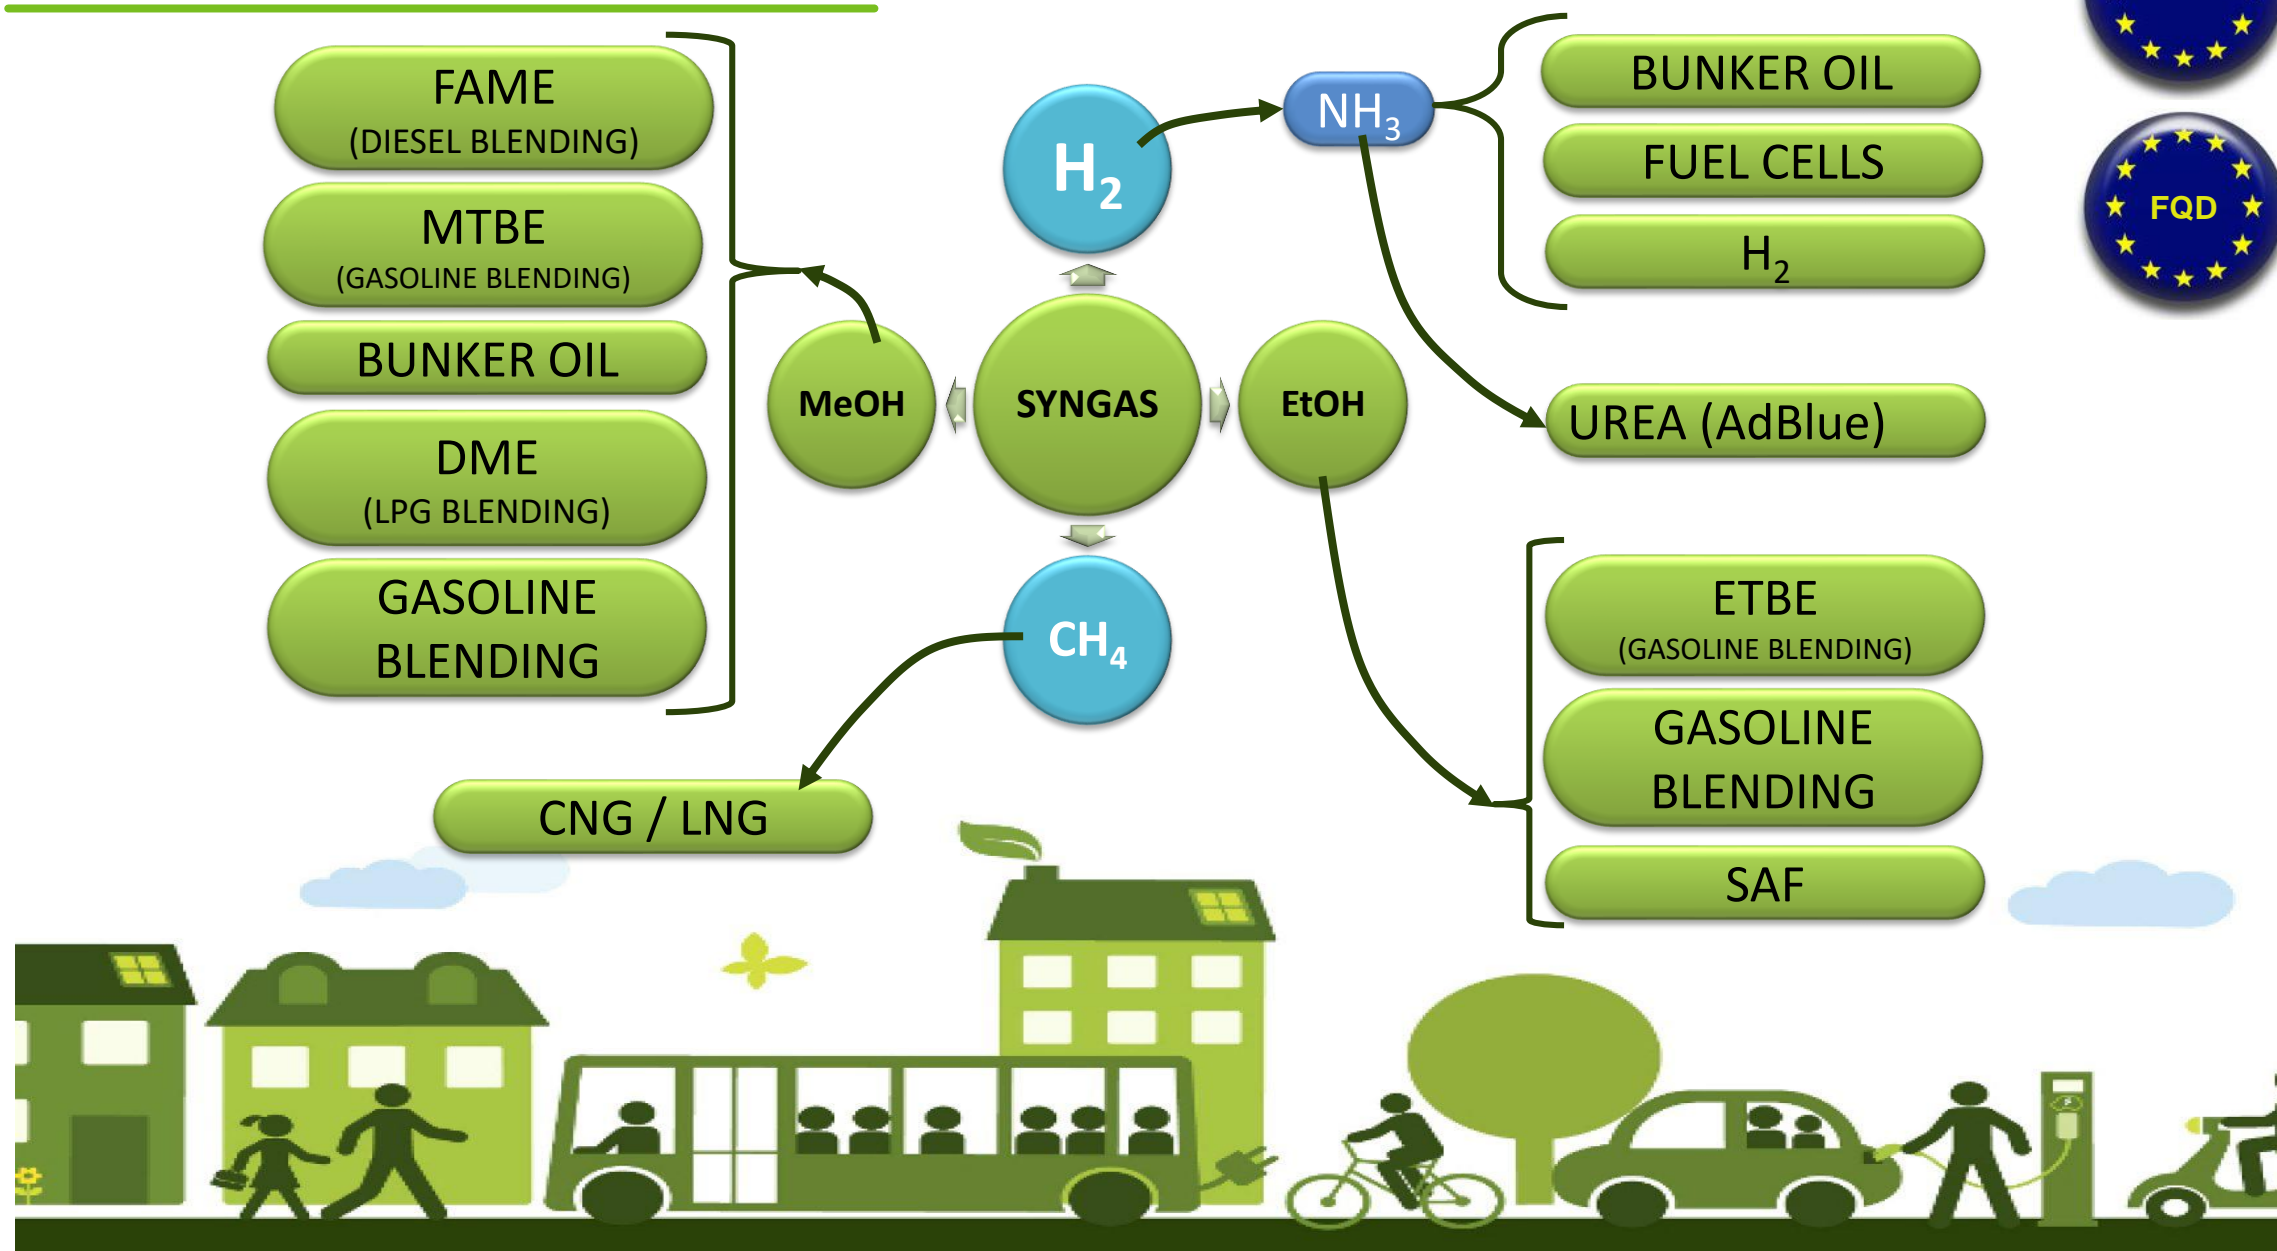 FAME
(DIESEL BLENDING)
MTBE
(GASOLINE BLENDING)
BUNKER OIL
DME
(LPG BLENDING)
GASOLINE
BLENDING
MeOH
H₂
SYNGAS
CH₄
EtOH
CNG / LNG
NH₃
BUNKER OIL
FUEL CELLS
H₂
UREA (AdBlue)
ETBE
(GASOLINE BLENDING)
GASOLINE
BLENDING
SAF
FQD